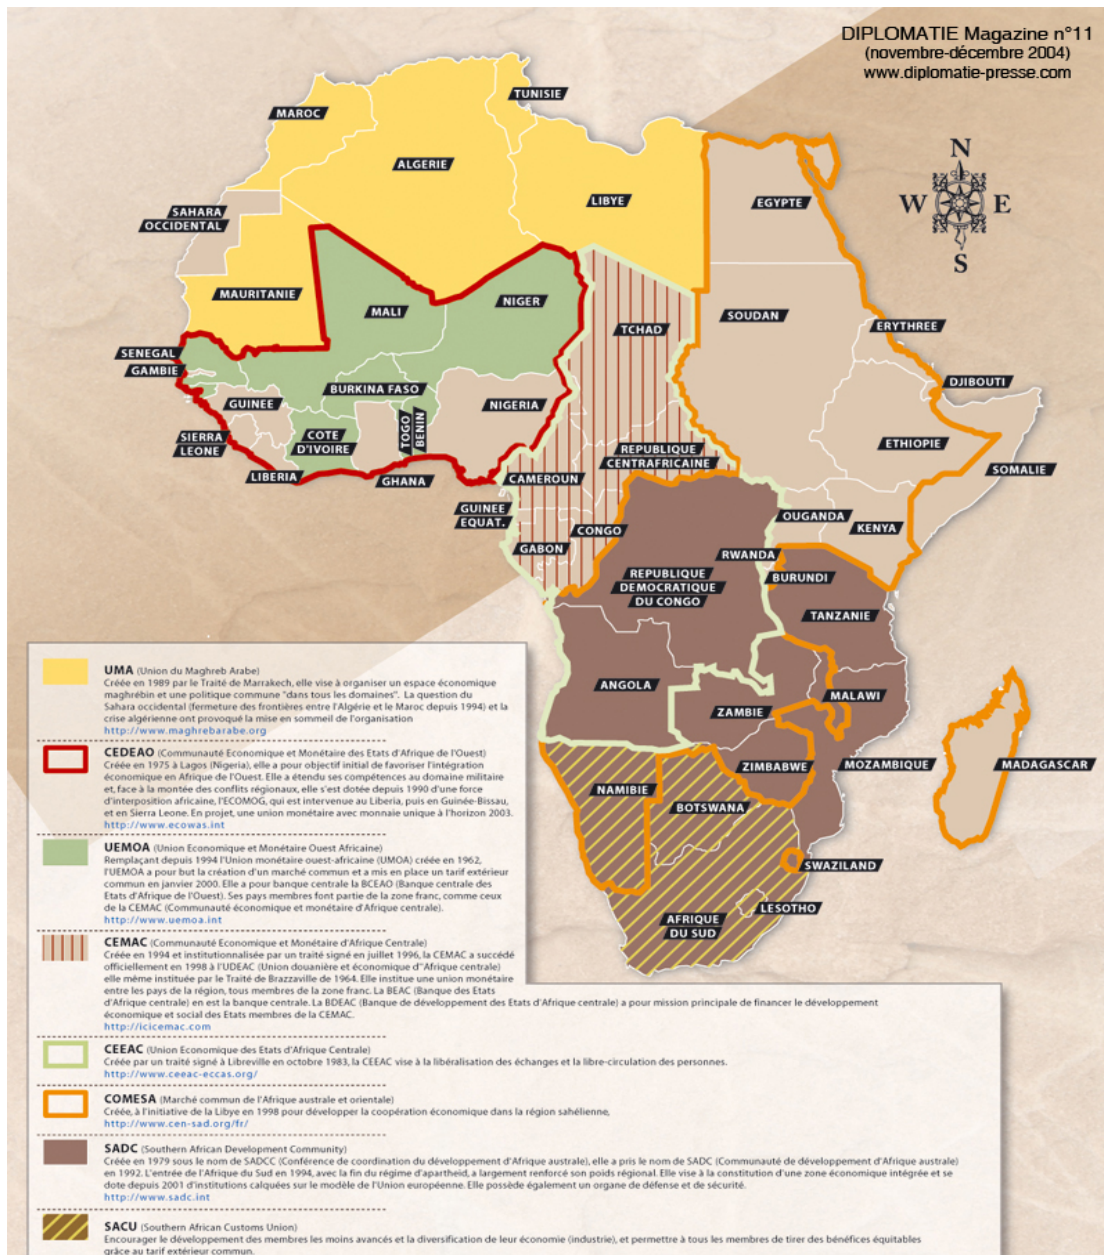 DIPLOMATIE Magazine n°11
(novembre-décembre 2004)
www.diplomatie-presse.com
N
W E
S
TUNISIE
MAROC
ALGERIE
LIBYE
EGYPTE
SAHARA
OCCIDENTAL
MAURITANIE
MALI
NIGER
TCHAD
SOUDAN
ERYTHREE
SENEGAL
GAMBIE
DJIBOUTI
BURKINA FASO
GUINEE
NIGERIA
SIERRA
LEONE
COTE
D'IVOIRE
TOGO
BENIN
REPUBLIQUE
CENTRAFRICAINE
ETHIOPIE
SOMALIE
LIBERIA
GHANA
CAMEROUN
GUINEE
EQUAT.
OUGANDA
KENYA
CONGO
GABON
RWANDA
REPUBLIQUE
DEMOCRATIQUE
DU CONGO
BURUNDI
TANZANIE
ANGOLA
MALAWI
ZAMBIE
ZIMBABWE
MOZAMBIQUE
MADAGASCAR
NAMIBIE
BOTSWANA
SWAZILAND
LESOTHO
AFRIQUE
DU SUD
UMA (Union du Maghreb Arabe)
Créée en 1989 par le Traité de Marrakech, elle vise à organiser un espace économique
maghrébin et une politique commune "dans tous les domaines". La question du
Sahara occidental (fermeture des frontières entre l'Algérie et le Maroc depuis 1994) et la
crise algérienne ont provoqué la mise en sommeil de l'organisation
http://www.maghrebarabe.org
CEDEAO (Communauté Economique et Monétaire des Etats d'Afrique de l'Ouest)
Créée en 1975 à Lagos (Nigeria), elle a pour objectif initial de favoriser l'intégration
économique en Afrique de l'Ouest. Elle a étendu ses compétences au domaine militaire
et, face à la montée des conflits régionaux, elle s'est dotée depuis 1990 d'une force
d'interposition africaine, l'ECOMOG, qui est intervenue au Liberia, puis en Guinée-Bissau,
et en Sierra Leone. En projet, une union monétaire avec monnaie unique à l'horizon 2003.
http://www.ecowas.int
UEMOA (Union Economique et Monétaire Ouest Africaine)
Remplaçant depuis 1994 l'Union monétaire ouest-africaine (UMOA) créée en 1962,
l'UEMOA a pour but la création d'un marché commun et a mis en place un tarif extérieur
commun en janvier 2000. Elle a pour banque centrale la BCEAO (Banque centrale des
Etats d'Afrique de l'Ouest). Ses pays membres font partie de la zone franc, comme ceux
de la CEMAC (Communauté économique et monétaire d'Afrique centrale).
http://www.uemoa.int
CEMAC (Communauté Economique et Monétaire d'Afrique Centrale)
Créée en 1994 et institutionnalisée par un traité signé en juillet 1996, la CEMAC a succédé
officiellement en 1998 à l'UDEAC (Union douanière et économique d''Afrique centrale)
elle même instituée par le Traité de Brazzaville de 1964. Elle institue une union monétaire
entre les pays de la région, tous membres de la zone franc. La BEAC (Banque des Etats
d'Afrique centrale) en est la banque centrale. La BDEAC (Banque de développement des Etats d'Afrique centrale) a pour mission principale de financer le développement
économique et social des Etats membres de la CEMAC.
http://icicemac.com
CEEAC (Union Economique des Etats d'Afrique Centrale)
Créée par un traité signé à Libreville en octobre 1983, la CEEAC vise à la libéralisation des échanges et la libre-circulation des personnes.
http://www.ceeac-eccas.org/
COMESA (Marché commun de l'Afrique australe et orientale)
Créée, à l'initiative de la Libye en 1998 pour développer la coopération économique dans la région sahélienne,
http://www.cen-sad.org/fr/
SADC (Southern African Development Community)
Créée en 1979 sous le nom de SADCC (Conférence de coordination du développement d'Afrique australe), elle a pris le nom de SADC (Communauté de développement d'Afrique australe)
en 1992. L'entrée de l'Afrique du Sud en 1994, avec la fin du régime d'apartheid, a largement renforcé son poids régional. Elle vise à la constitution d'une zone économique intégrée et se
dote depuis 2001 d'institutions calquées sur le modèle de l'Union européenne. Elle possède également un organe de défense et de sécurité.
http://www.sadc.int
SACU (Southern African Customs Union)
Encourager le développement des membres les moins avancés et la diversification de leur économie (industrie), et permettre à tous les membres de tirer des bénéfices équitables
grâce au tarif extérieur commun.